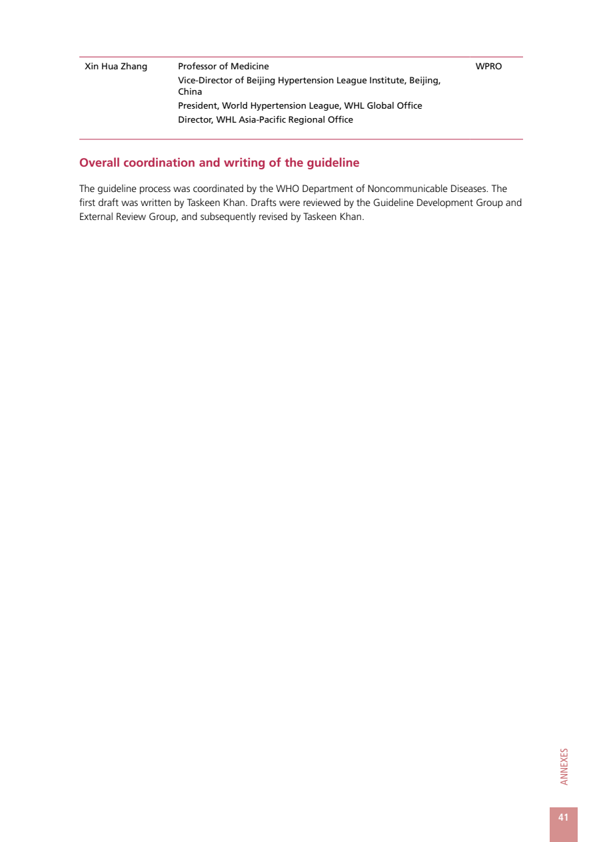 Xin Hua Zhang Professor of Medicine WPRO
Vice-Director of Beijing Hypertension League Institute, Beijing,
China
President, World Hypertension League, WHL Global Office
Director, WHL Asia-Pacific Regional Office
Overall coordination and writing of the guideline
The guideline process was coordinated by the WHO Department of Noncommunicable Diseases. The
first draft was written by Taskeen Khan. Drafts were reviewed by the Guideline Development Group and
External Review Group, and subsequently revised by Taskeen Khan.
ANNEXES
41